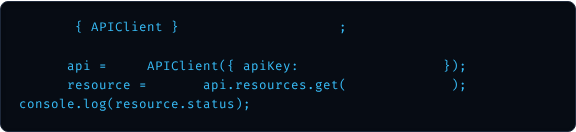 { APIClient } ;
api = APIClient({ apiKey: });
resource = api.resources.get( );
console.log(resource.status);